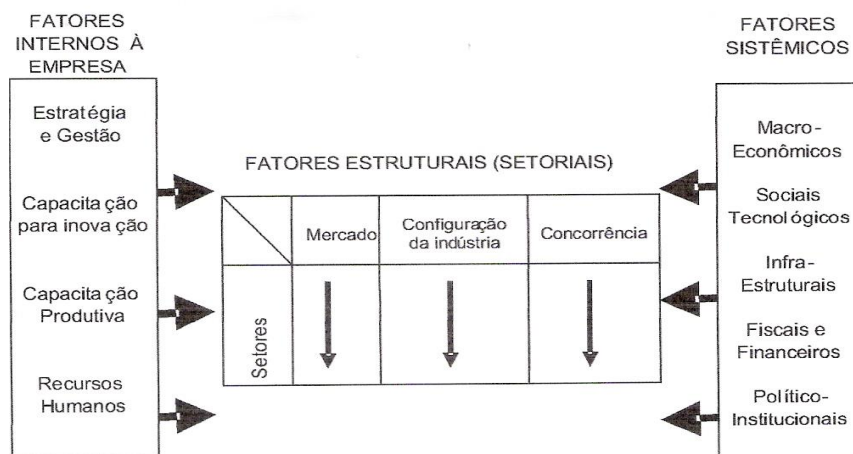 FATORES
INTERNOS À
EMPRESA
Estratégia
e Gestão
Capacitação
para inovação
Capacitação
Produtiva
Recursos
Humanos
FATORES ESTRUTURAIS (SETORIAIS)
Mercado
Configuração
da indústria
Concorrência
Setores
FATORES
SISTÊMICOS
Macro-
Econômicos
Sociais
Tecnológicos
Infra-
Estruturais
Fiscais e
Financeiros
Político-
Institucionais